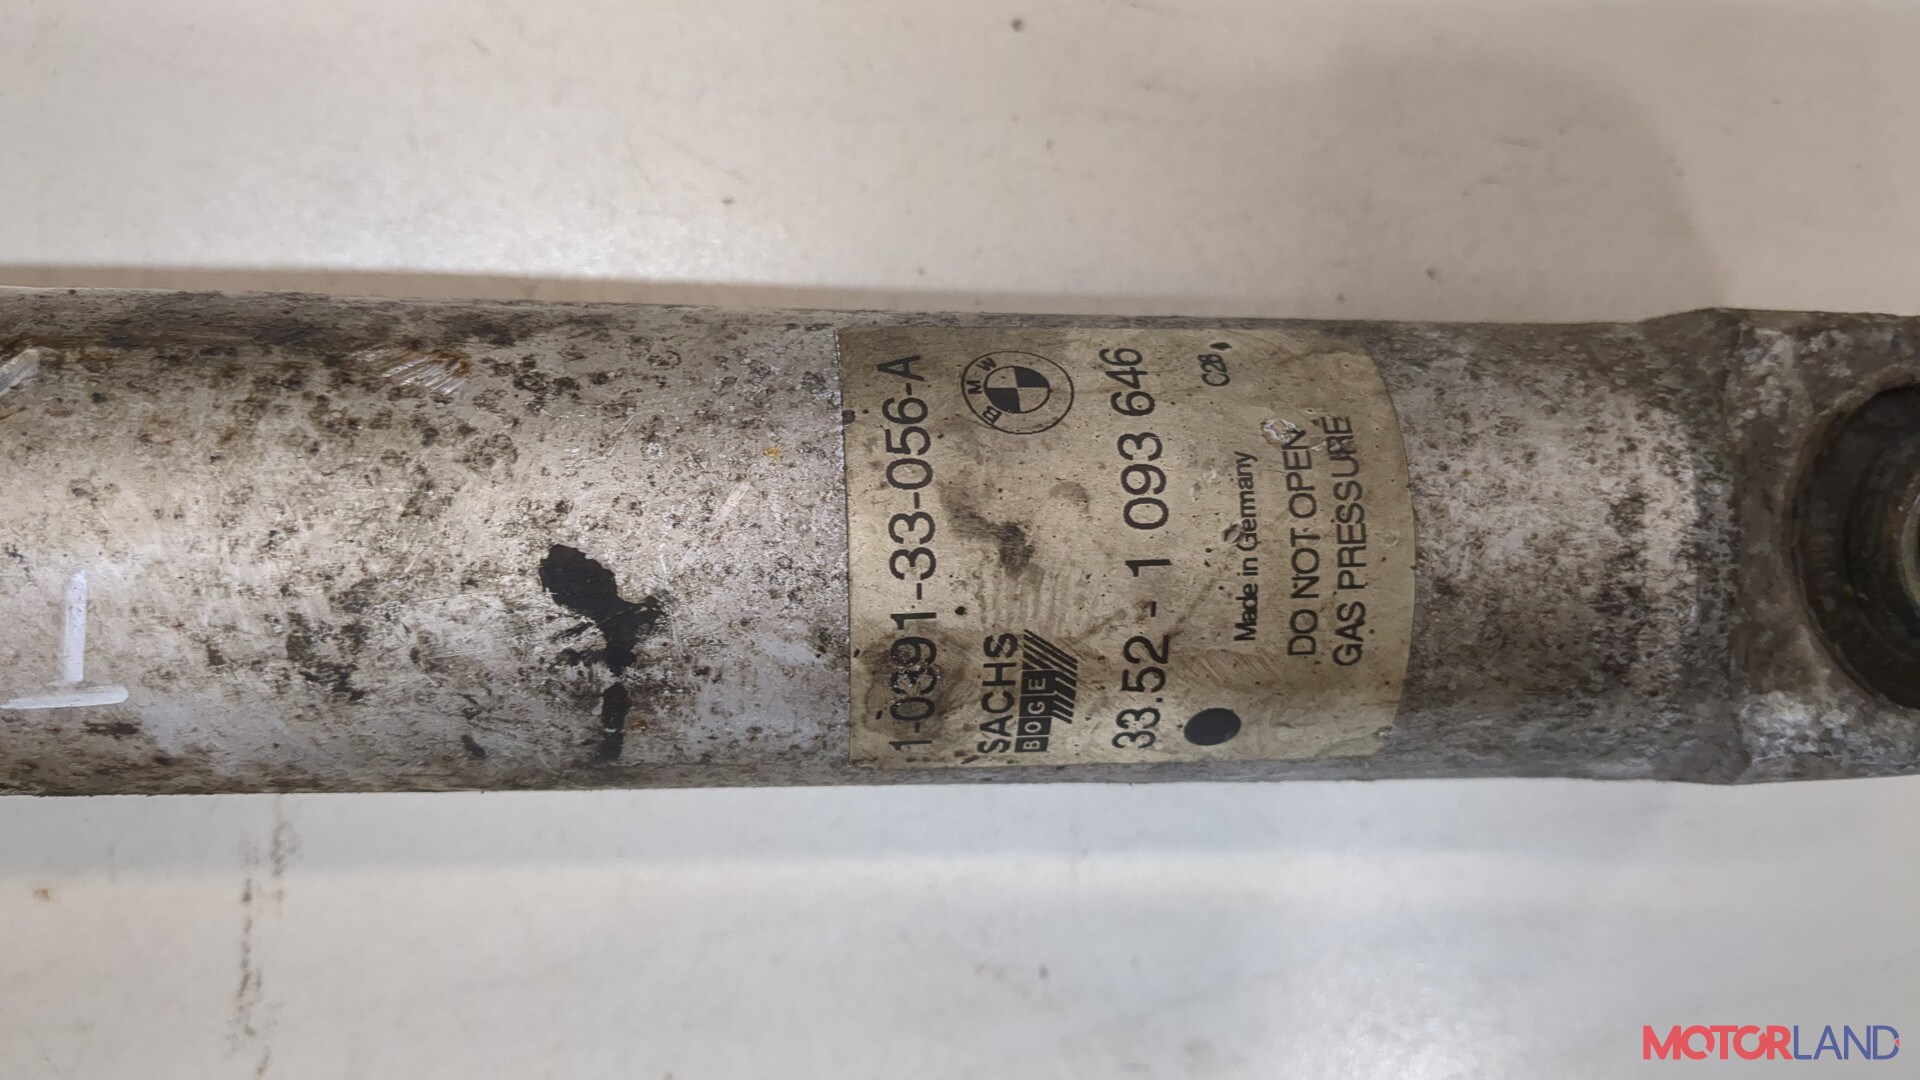 1-0391-33-056-A
SACHS
BOGE
BMW
33.52 - 1 093 646
Made in Germany
C2B
DO NOT OPEN
GAS PRESSURE
MOTORLAND